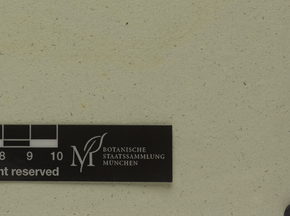 8 9 10
nt reserved
M
BOTANISCHE
STAATSSAMMLUNG
MÜNCHEN